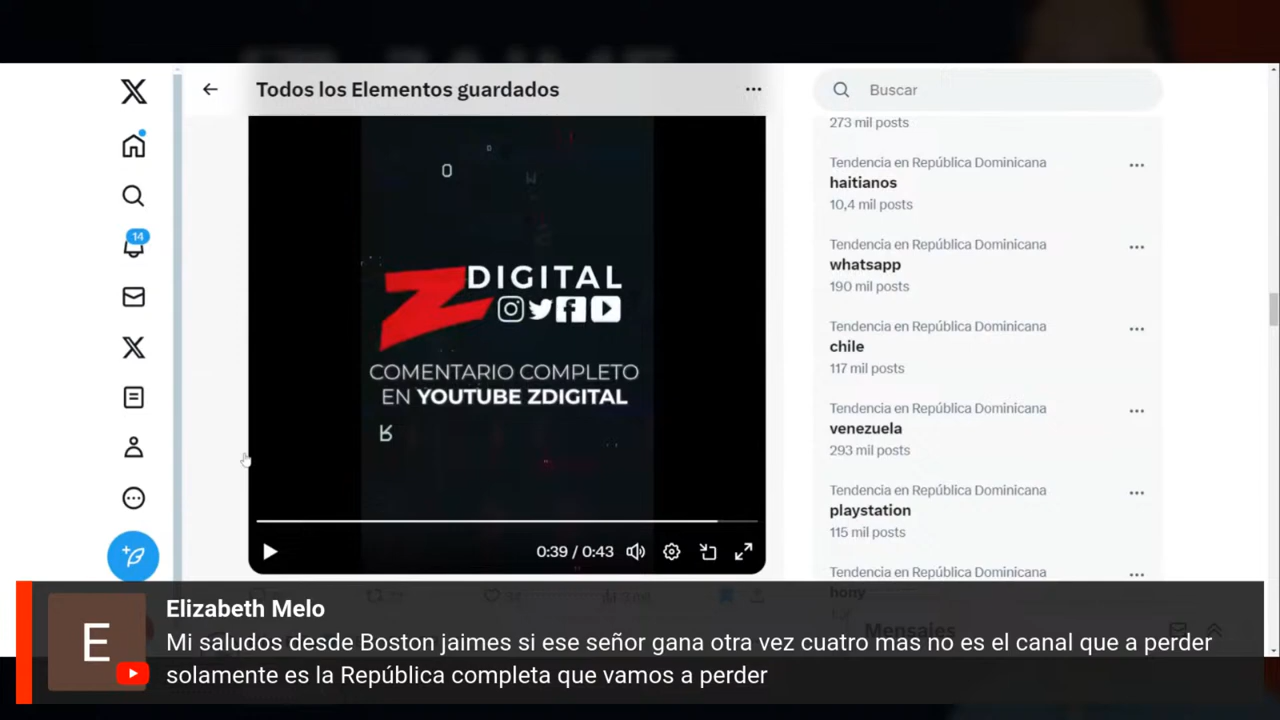 Todos los Elementos guardados
Buscar
273 mil posts
Tendencia en República Dominicana
haitianos
10,4 mil posts
Tendencia en República Dominicana
whatsapp
190 mil posts
Tendencia en República Dominicana
chile
117 mil posts
Tendencia en República Dominicana
venezuela
293 mil posts
Tendencia en República Dominicana
playstation
115 mil posts
Tendencia en República Dominicana
hony
Mensajes
14
Z DIGITAL
COMENTARIO COMPLETO
EN YOUTUBE ZDIGITAL
0:39 / 0:43
E
Elizabeth Melo
Mi saludos desde Boston jaimes si ese señor gana otra vez cuatro mas no es el canal que a perder
solamente es la República completa que vamos a perder